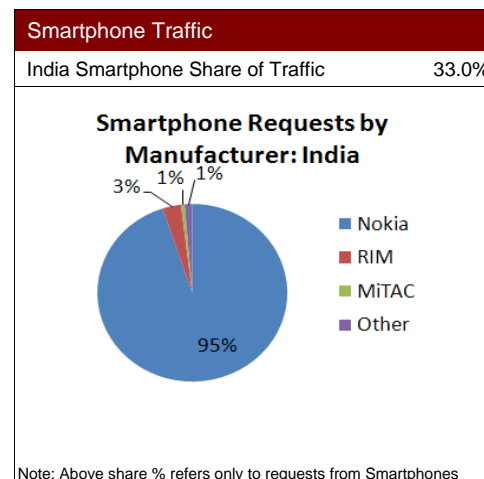 Smartphone Traffic
India Smartphone Share of Traffic 33.0%
Smartphone Requests by
Manufacturer: India
3% 1% 1%
Nokia
RIM
MiTAC
Other
95%
Note: Above share % refers only to requests from Smartphones